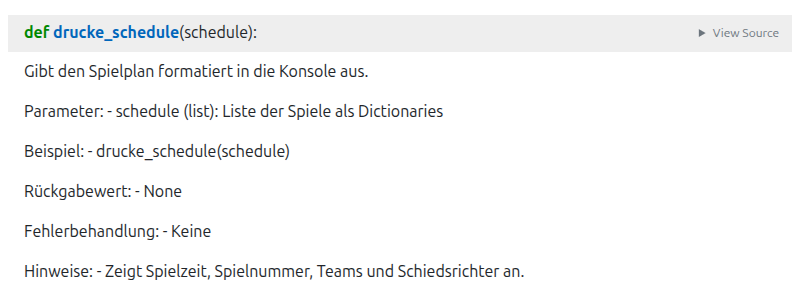 def drucke_schedule(schedule):
View Source
Gibt den Spielplan formatiert in die Konsole aus.
Parameter: - schedule (list): Liste der Spiele als Dictionaries
Beispiel: - drucke_schedule(schedule)
Rückgabewert: - None
Fehlerbehandlung: - Keine
Hinweise: - Zeigt Spielzeit, Spielnummer, Teams und Schiedsrichter an.